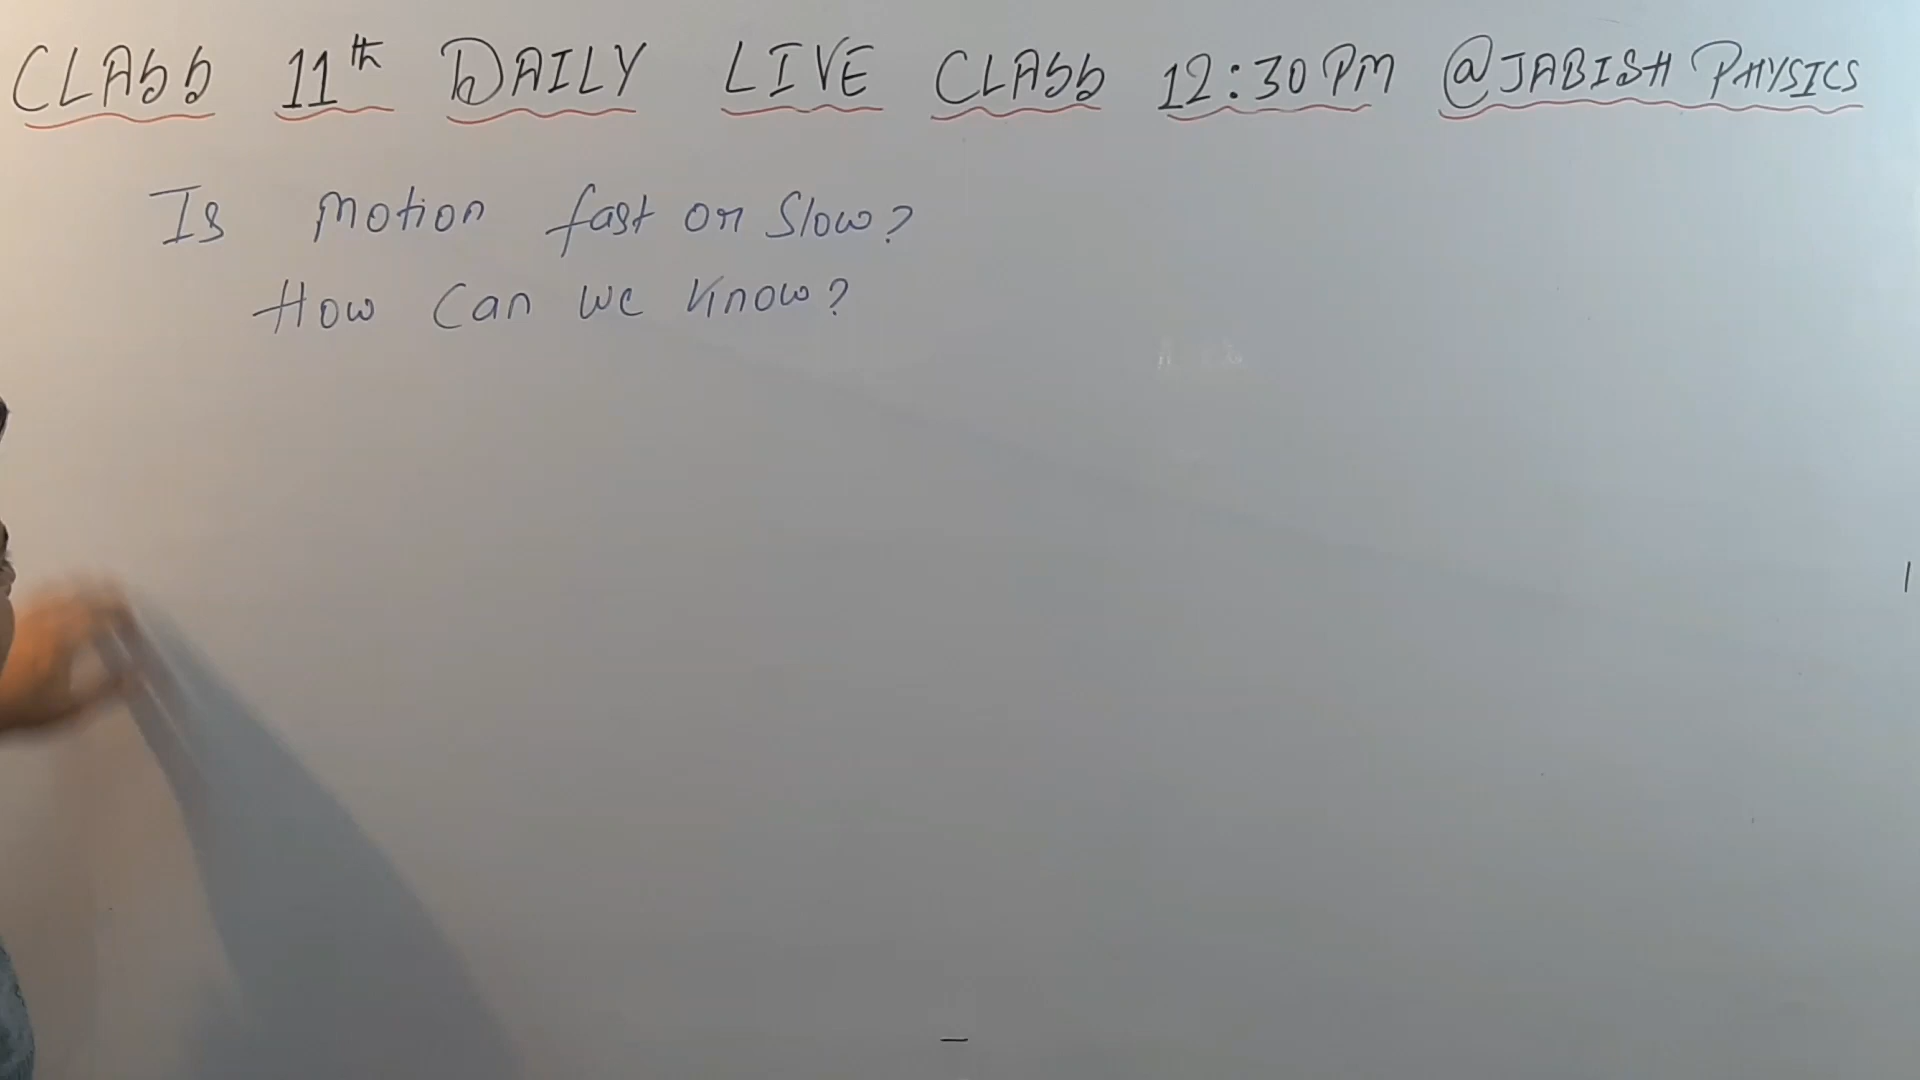 CLASS 11th DAILY LIVE CLASS 12:30 PM @JABISH PHYSICS
Is motion fast or slow?
How can we know?